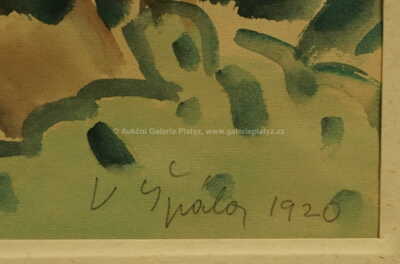 © Aukční Galerie Platýz, www.galerieplatyz.cz
V Špála 1920